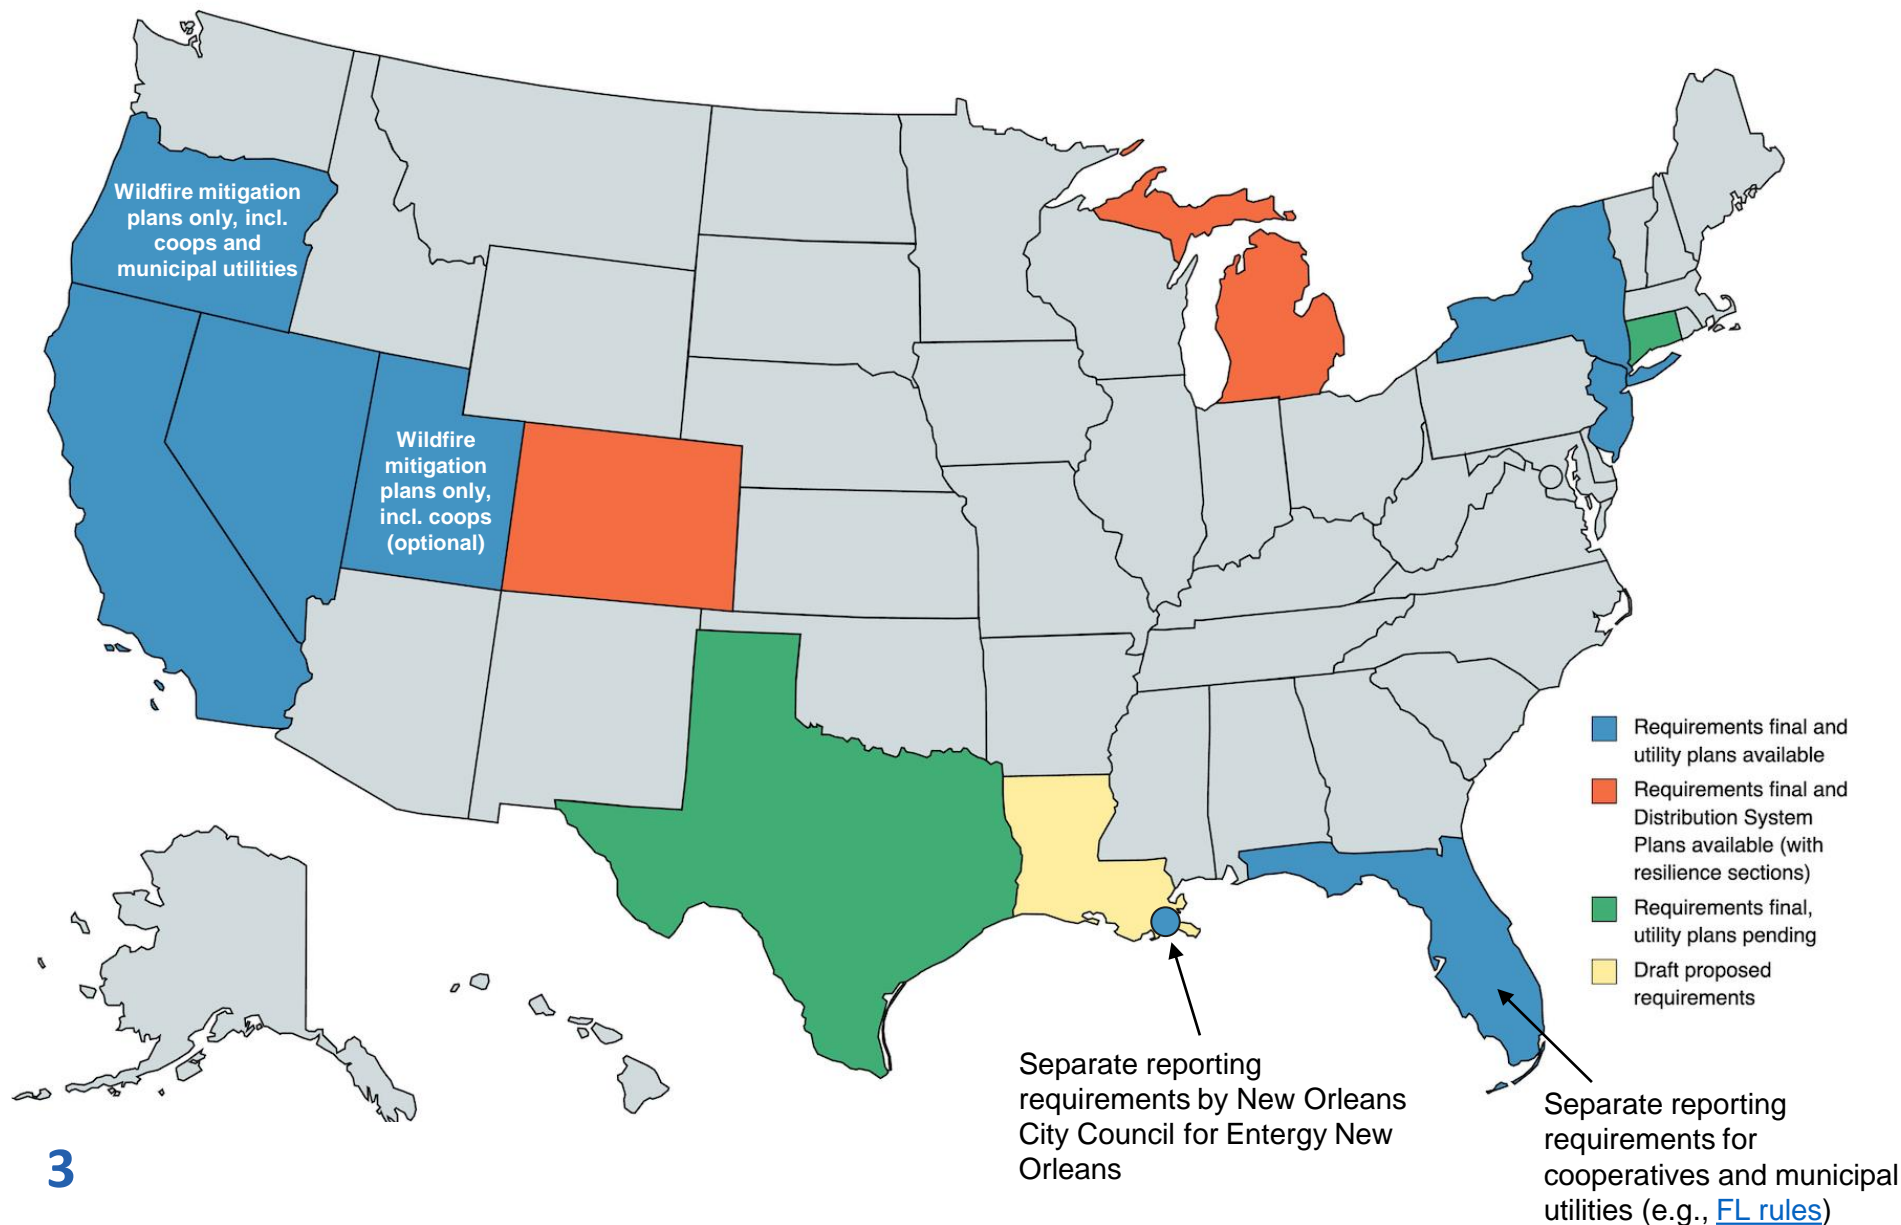 Wildfire mitigation
plans only, incl.
coops and
municipal utilities
Wildfire
mitigation
plans only,
incl. coops
(optional)
Requirements final and
utility plans available
Requirements final and
Distribution System
Plans available (with
resilience sections)
Requirements final,
utility plans pending
Draft proposed
requirements
Separate reporting
requirements by New Orleans
City Council for Entergy New
Orleans
Separate reporting
requirements for
cooperatives and municipal
utilities (e.g., FL rules)
3